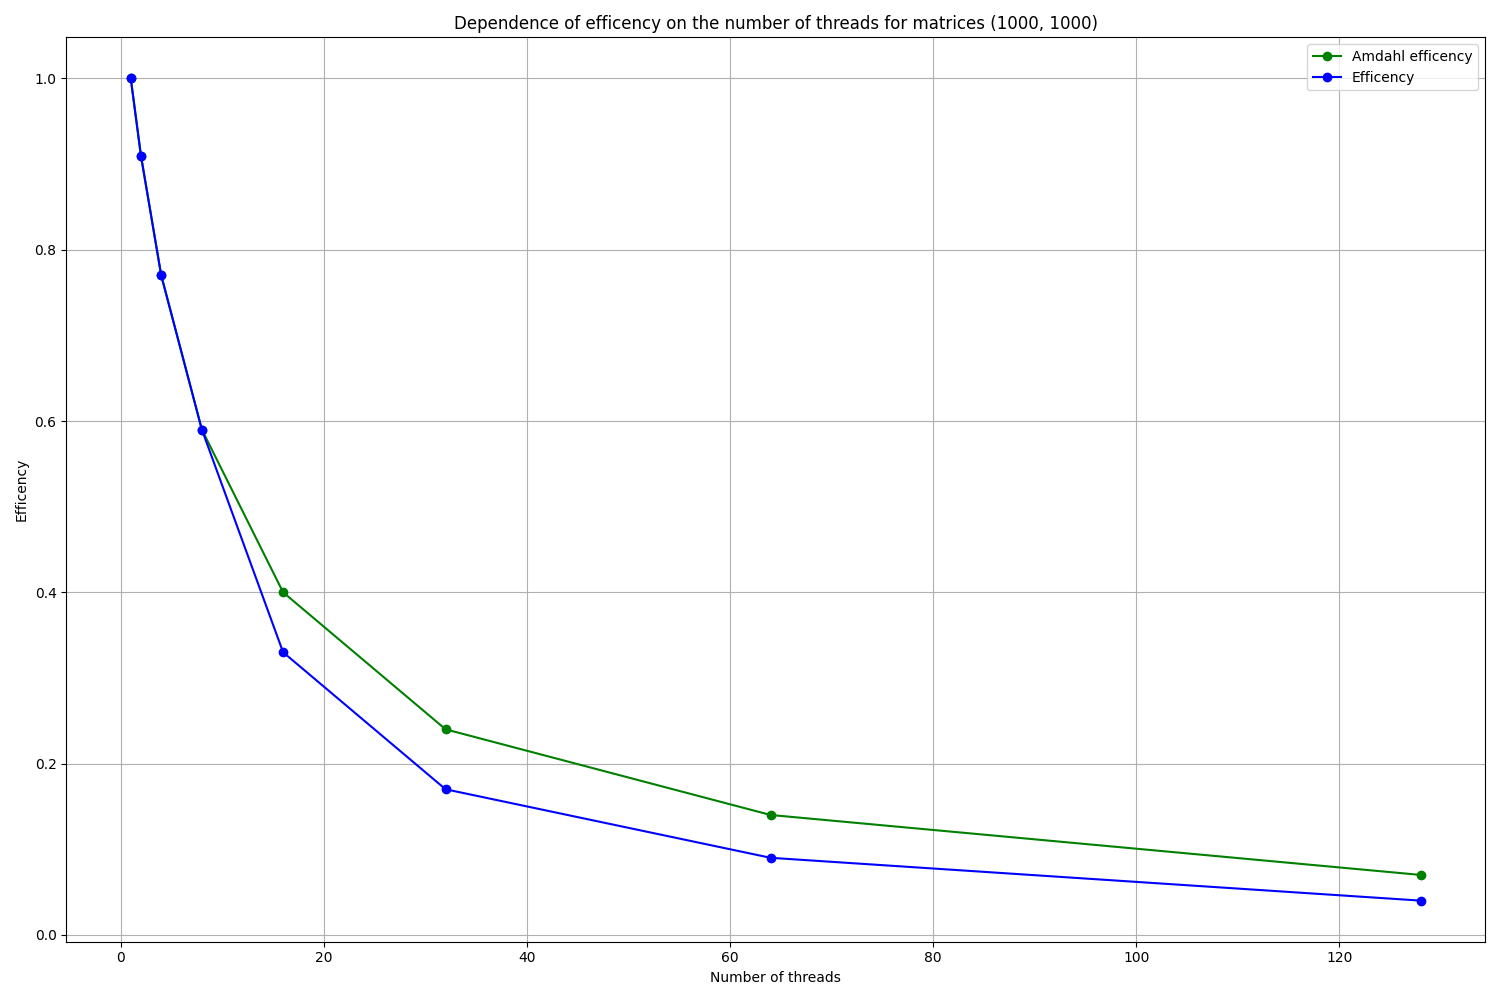 Dependence of efficency on the number of threads for matrices (1000, 1000)
Amdahl efficency
Efficency
1.0
0.8
0.6
0.4
0.2
0.0
Efficency
0 20 40 60 80 100 120
Number of threads